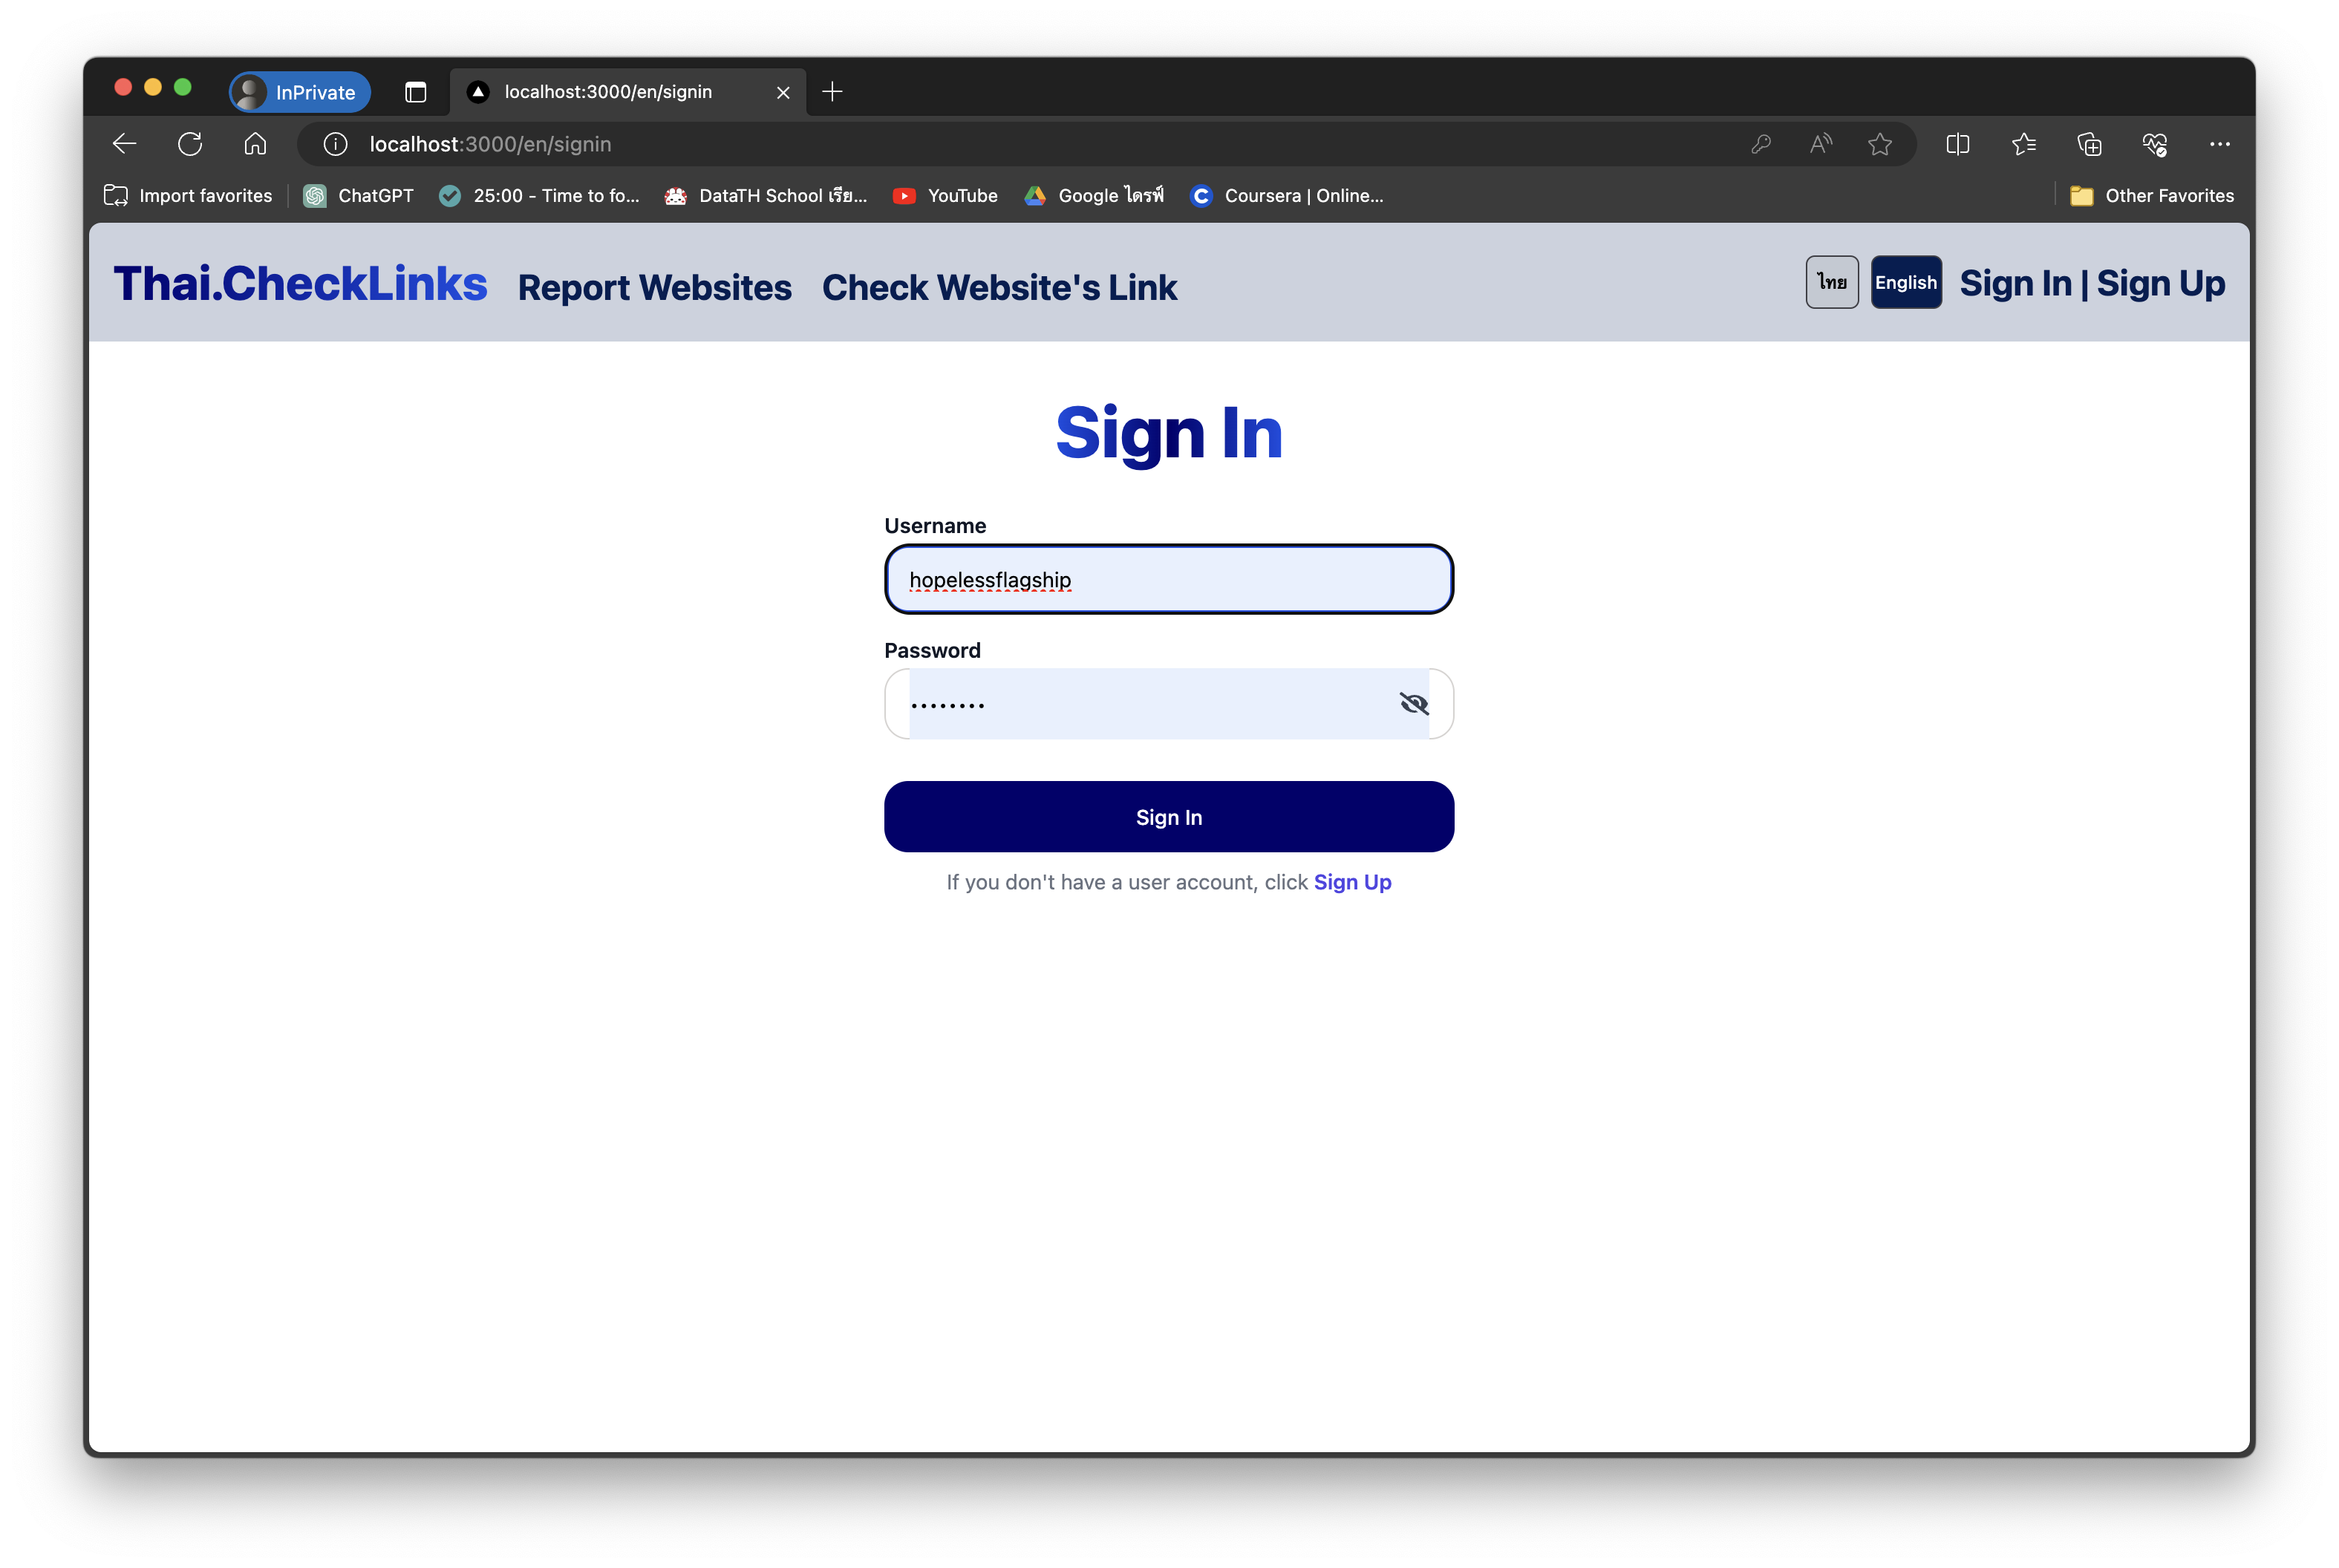 InPrivate
localhost:3000/en/signin
localhost:3000/en/signin
Import favorites
ChatGPT
25:00 - Time to fo...
DataTH School เรีย...
YouTube
Google ไดรฟ์
Coursera | Online...
Other Favorites
Thai.CheckLinks
Report Websites
Check Website's Link
ไทย
English
Sign In | Sign Up
Sign In
Username
hopelessflagship
Password
••••••••
Sign In
If you don't have a user account, click Sign Up